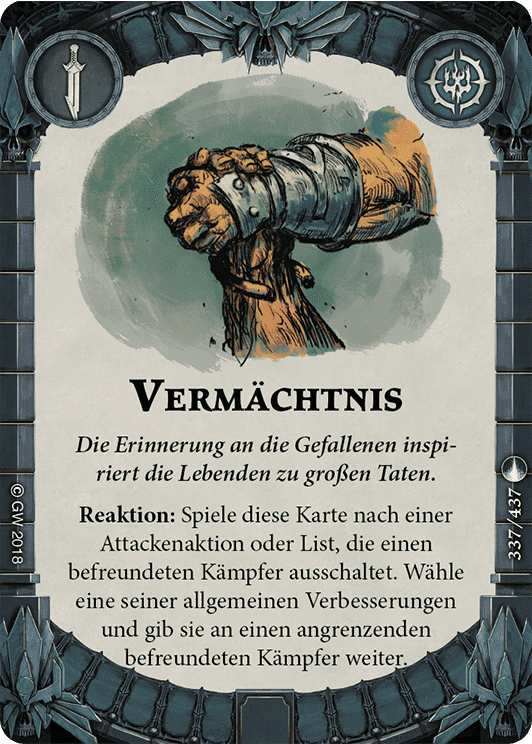 VERMÄCHTNIS
Die Erinnerung an die Gefallenen inspi-
riert die Lebenden zu großen Taten.
Reaktion: Spiele diese Karte nach einer
Attackenaktion oder List, die einen
befreundeten Kämpfer ausschaltet. Wähle
eine seiner allgemeinen Verbesserungen
und gib sie an einen angrenzenden
befreundeten Kämpfer weiter.
© GW 2018
337/437